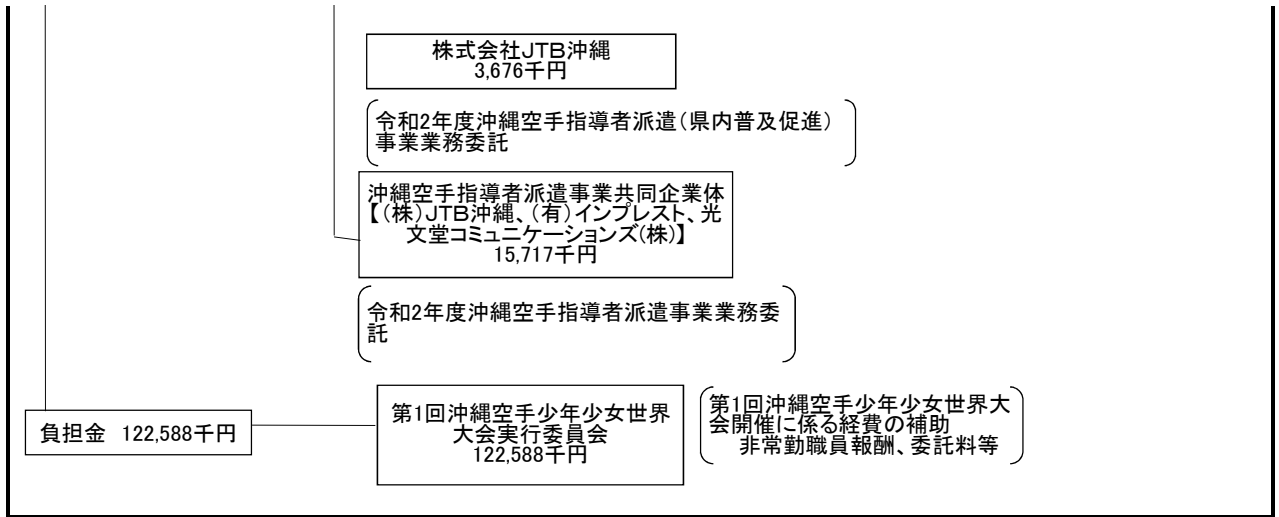 株式会社JTB沖縄
3,676千円
令和2年度沖縄空手指導者派遣(県内普及促進)
事業業務委託
沖縄空手指導者派遣事業共同企業体
【(株)JTB沖縄、(有)インプレスト、光
文堂コミュニケーションズ(株)】
15,717千円
令和2年度沖縄空手指導者派遣事業業務委
託
負担金 122,588千円
第1回沖縄空手少年少女世界
大会実行委員会
122,588千円
第1回沖縄空手少年少女世界大
会開催に係る経費の補助
非常勤職員報酬、委託料等